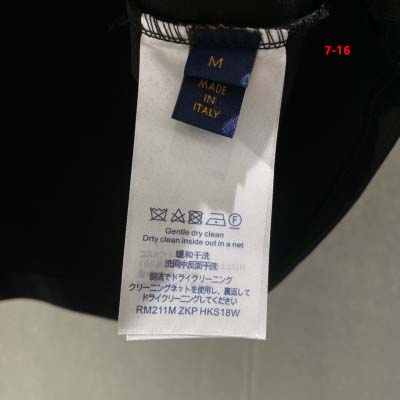 7-16
M
MADE IN
ITALY
F
Gentle dry clean
Drty clean inside out in a net
缓和干洗
洗网中反面干洗
弱流でドライクリーニング
クリーニングネットを使用し、裏返して
ドライクリーニングしてください
RM211M ZKP HKS18W